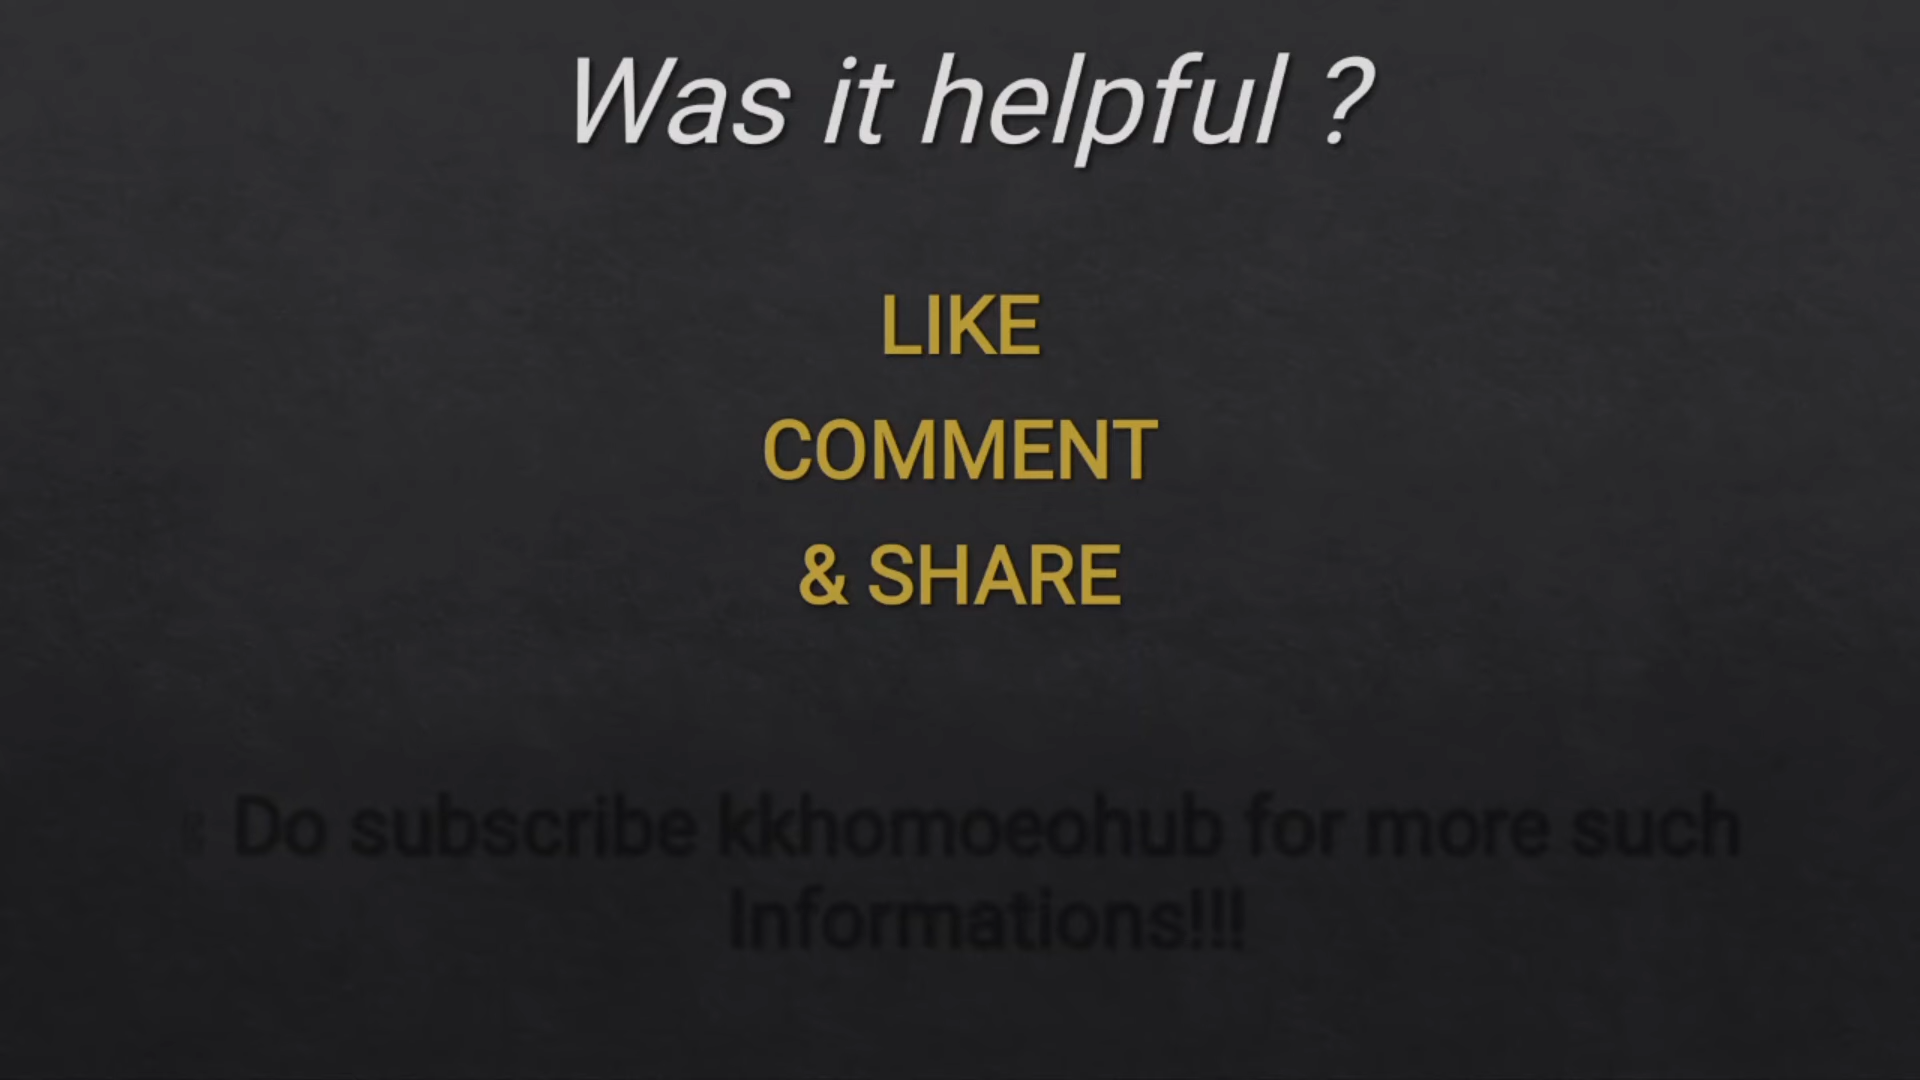 Was it helpful ?
LIKE
COMMENT
& SHARE
Do subscribe kkhomoeohub for more such
Informations!!!